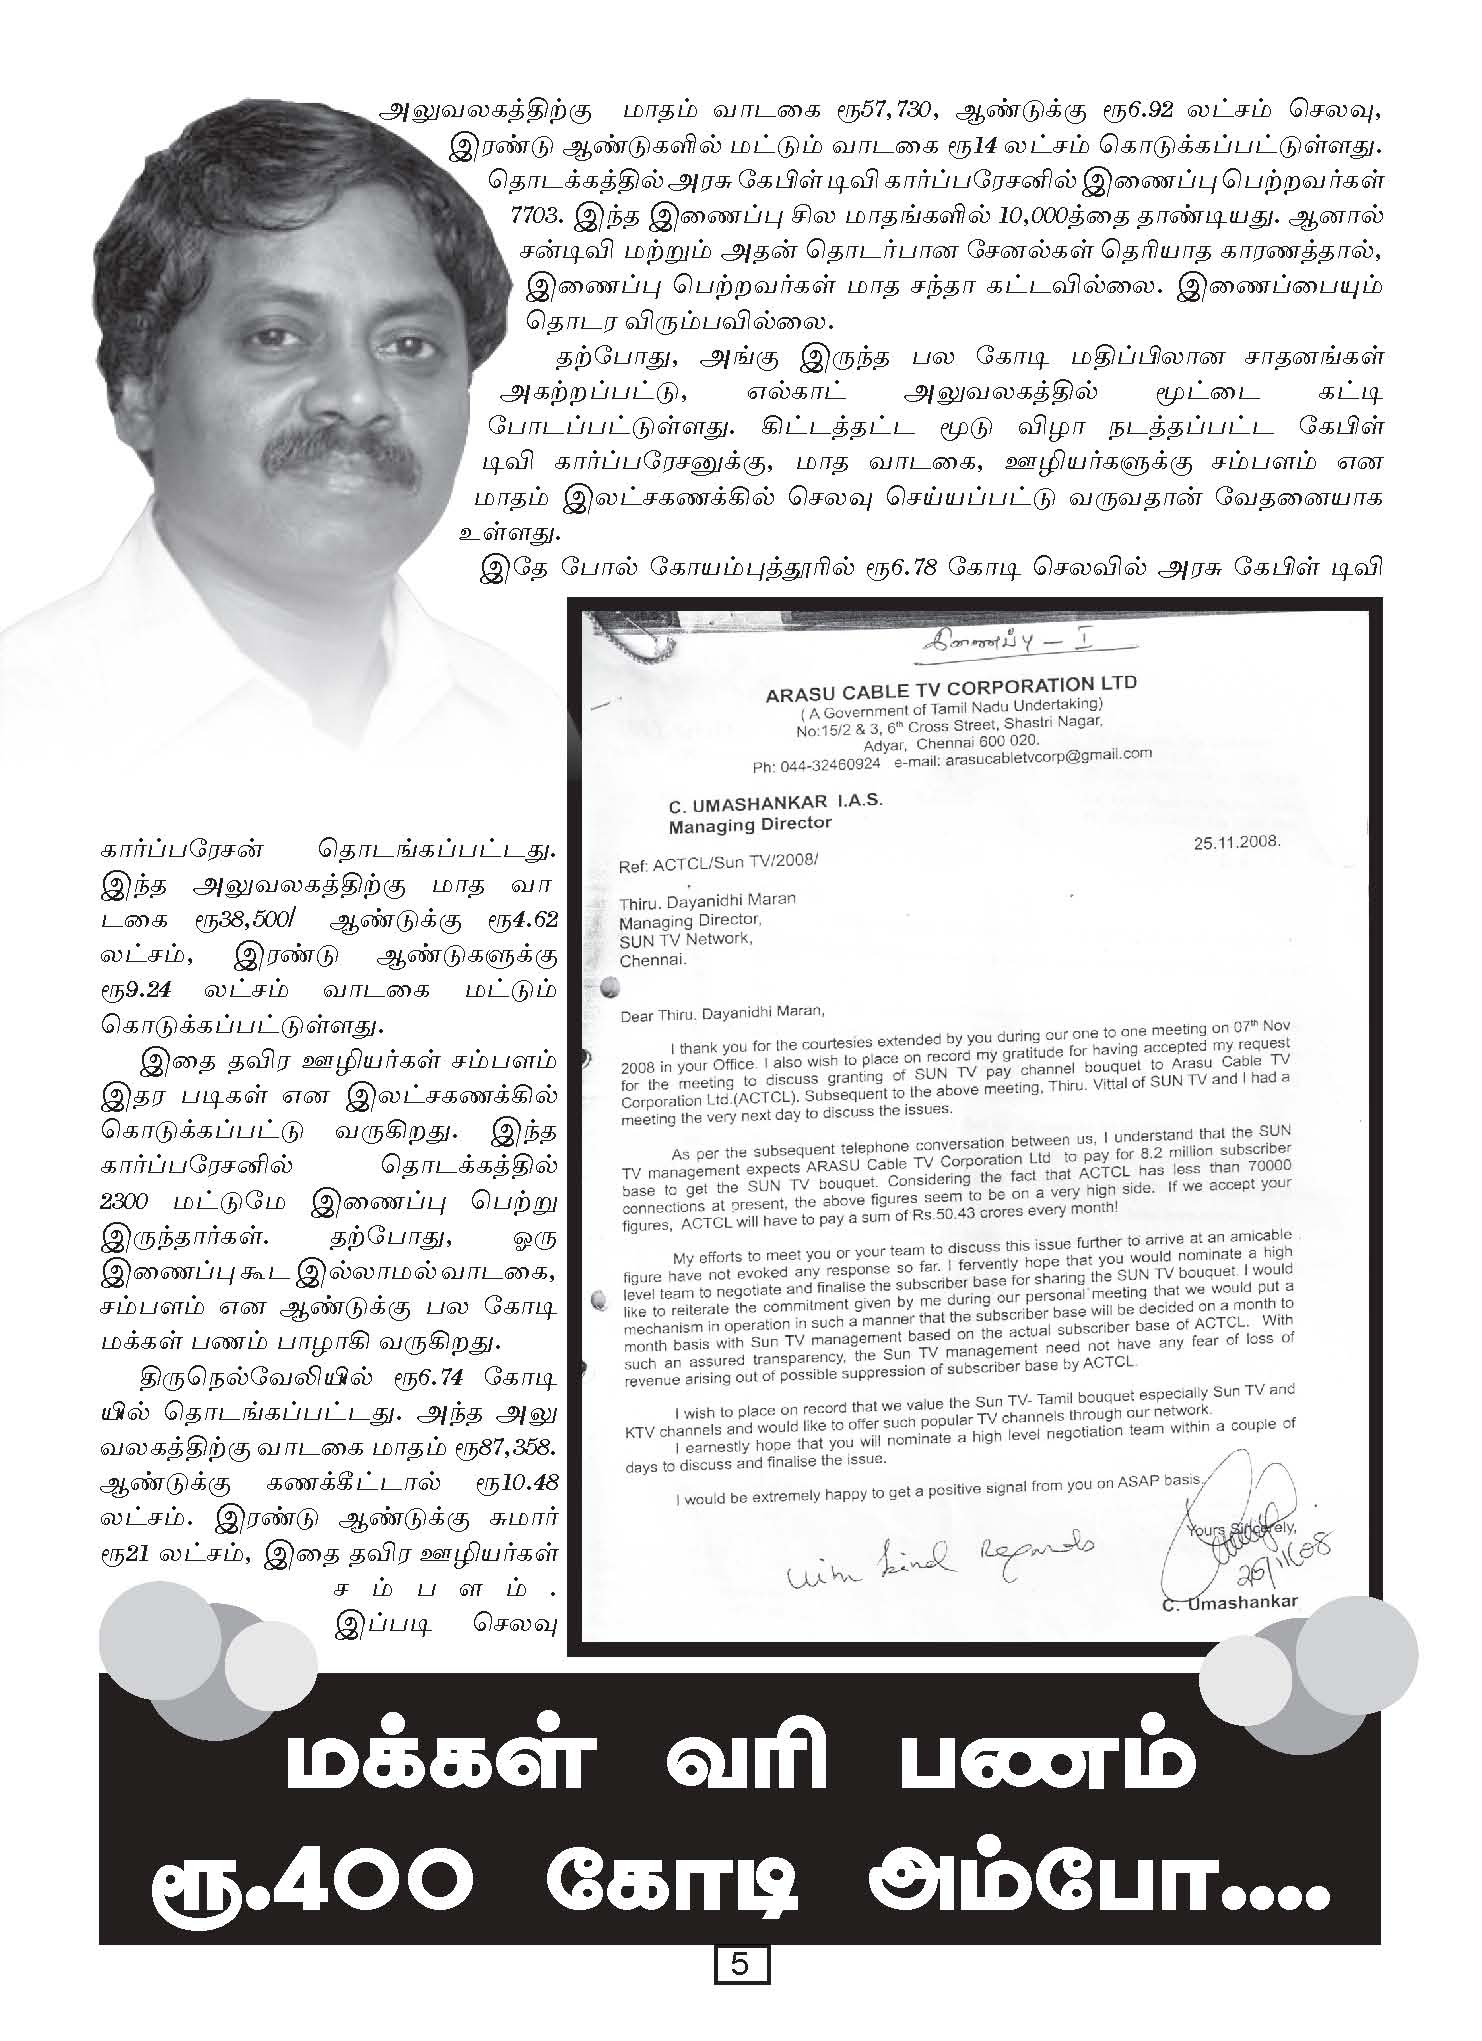 அலுவலகத்திற்கு மாதம் வாடகை ரூ57,730, ஆண்டுக்கு ரூ6.92 லட்சம் செலவு,
இரண்டு ஆண்டுகளில் மட்டும் வாடகை ரூ14 லட்சம் கொடுக்கப்பட்டுள்ளது.
தொடக்கத்தில் அரசு கேபிள் டிவி கார்ப்பரேசனில் இணைப்பு பெற்றவர்கள்
7703. இந்த இணைப்பு சில மாதங்களில் 10,000த்தை தாண்டியது. ஆனால்
சன்டிவி மற்றும் அதன் தொடர்பான சேனல்கள் தெரியாத காரணத்தால்,
இணைப்பு பெற்றவர்கள் மாத சந்தா கட்டவில்லை. இணைப்பையும்
தொடர விரும்பவில்லை.
தற்போது, அங்கு இருந்த பல கோடி மதிப்பிலான சாதனங்கள்
அகற்றப்பட்டு, எல்காட் அலுவலகத்தில் மூட்டை கட்டி
போடப்பட்டுள்ளது. கிட்டத்தட்ட மூடு விழா நடத்தப்பட்ட கேபிள்
டிவி கார்ப்பரேசனுக்கு, மாத வாடகை, ஊழியர்களுக்கு சம்பளம் என
மாதம் இலட்சகணக்கில் செலவு செய்யப்பட்டு வருவதான் வேதனையாக
உள்ளது.
இதே போல் கோயம்புத்தூரில் ரூ6.78 கோடி செலவில் அரசு கேபிள் டிவி
கார்ப்பரேசன் தொடங்கப்பட்டது.
இந்த அலுவலகத்திற்கு மாத வா
டகை ரூ38,500/ ஆண்டுக்கு ரூ4.62
லட்சம், இரண்டு ஆண்டுகளுக்கு
ரூ9.24 லட்சம் வாடகை மட்டும்
கொடுக்கப்பட்டுள்ளது.
இதை தவிர ஊழியர்கள் சம்பளம்
இதர படிகள் என இலட்சகணக்கில்
கொடுக்கப்பட்டு வருகிறது. இந்த
கார்ப்பரேசனில் தொடக்கத்தில்
2300 மட்டுமே இணைப்பு பெற்று
இருந்தார்கள். தற்போது, ஒரு
இணைப்பு கூட இல்லாமல் வாடகை,
சம்பளம் என ஆண்டுக்கு பல கோடி
மக்கள் பணம் பாழாகி வருகிறது.
திருநெல்வேலியில் ரூ6.74 கோடி
யில் தொடங்கப்பட்டது. அந்த அலு
வலகத்திற்கு வாடகை மாதம் ரூ87,358.
ஆண்டுக்கு கணக்கீட்டால் ரூ10.48
லட்சம். இரண்டு ஆண்டுக்கு சுமார்
ரூ21 லட்சம், இதை தவிர ஊழியர்கள்
சம்பளம்.
இப்படி செலவு
இணைப்பு - I
ARASU CABLE TV CORPORATION LTD
( A Government of Tamil Nadu Undertaking)
No:15/2 & 3, 6th Cross Street, Shastri Nagar,
Adyar, Chennai 600 020.
Ph: 044-32460924 e-mail: arasucabletvcorp@gmail.com
C. UMASHANKAR I.A.S.
Managing Director
25.11.2008.
Ref: ACTCL/Sun TV/2008/
Thiru. Dayanidhi Maran
Managing Director,
SUN TV Network,
Chennai.
Dear Thiru. Dayanidhi Maran,
I thank you for the courtesies extended by you during our one to one meeting on 07th Nov
2008 in your Office. I also wish to place on record my gratitude for having accepted my request
for the meeting to discuss granting of SUN TV pay channel bouquet to Arasu Cable TV
Corporation Ltd.(ACTCL). Subsequent to the above meeting, Thiru. Vittal of SUN TV and I had a
meeting the very next day to discuss the issues.
As per the subsequent telephone conversation between us, I understand that the SUN
TV management expects ARASU Cable TV Corporation Ltd to pay for 8.2 million subscriber
base to get the SUN TV bouquet. Considering the fact that ACTCL has less than 70000
connections at present, the above figures seem to be on a very high side. If we accept your
figures, ACTCL will have to pay a sum of Rs.50.43 crores every month!
My efforts to meet you or your team to discuss this issue further to arrive at an amicable
figure have not evoked any response so far. I fervently hope that you would nominate a high
level team to negotiate and finalise the subscriber base for sharing the SUN TV bouquet. I would
like to reiterate the commitment given by me during our personal meeting that we would put a
mechanism in operation in such a manner that the subscriber base will be decided on a month to
month basis with Sun TV management based on the actual subscriber base of ACTCL. With
such an assured transparency, the Sun TV management need not have any fear of loss of
revenue arising out of possible suppression of subscriber base by ACTCL.
I wish to place on record that we value the Sun TV- Tamil bouquet especially Sun TV and
KTV channels and would like to offer such popular TV channels through our network.
I earnestly hope that you will nominate a high level negotiation team within a couple of
days to discuss and finalise the issue.
I would be extremely happy to get a positive signal from you on ASAP basis.
Yours Sincerely,
with kind Regards
25/11/08
C. Umashankar
மக்கள் வரி பணம்
ரூ.400 கோடி அம்போ....
5